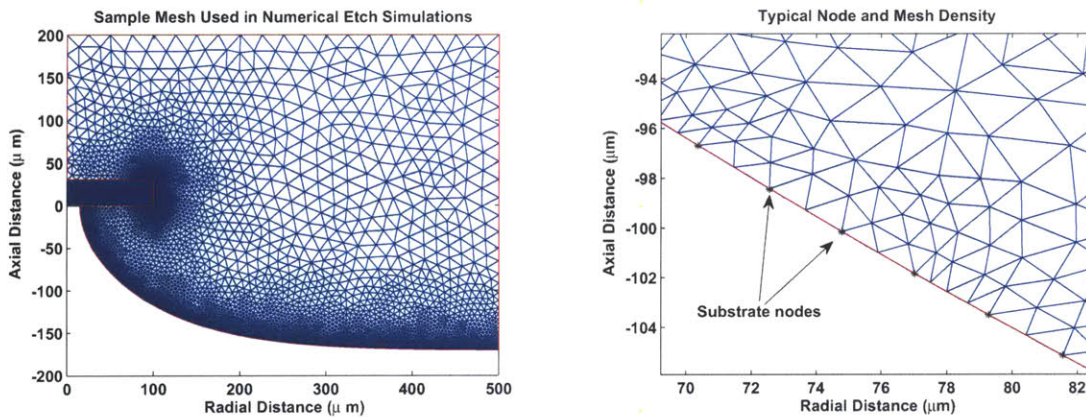 Sample Mesh Used in Numerical Etch Simulations
200
150
100
50
0
-50
-100
-150
-200
Axial Distance (μ m)
0 100 200 300 400 500
Radial Distance (μ m)
Typical Node and Mesh Density
-94
-96
-98
-100
-102
-104
Axial Distance (μm)
Substrate nodes
70 72 74 76 78 80 82
Radial Distance (μm)